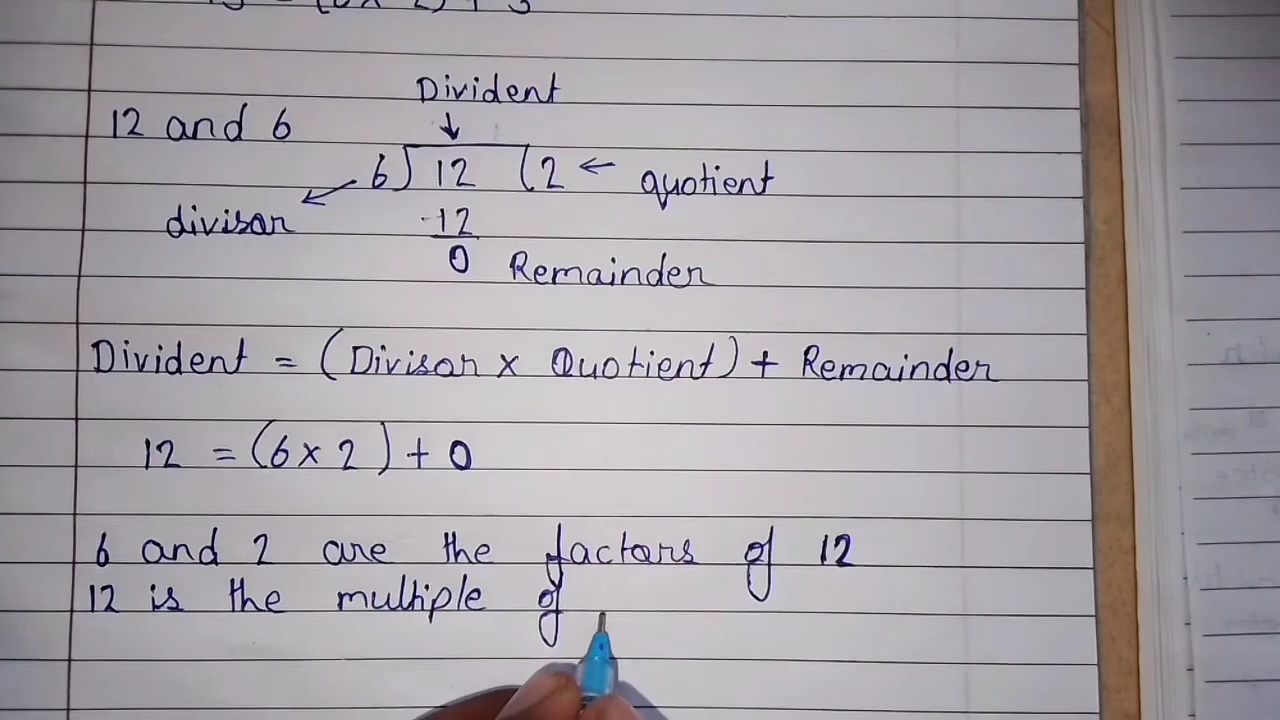 Divident
↓
12 and 6
6) 12 (2 ← quotient
divisor
-12
0 Remainder
Divident = (Divisor x Quotient) + Remainder
12 = (6 x 2) + 0
6 and 2 are the factors of 12
12 is the multiple of